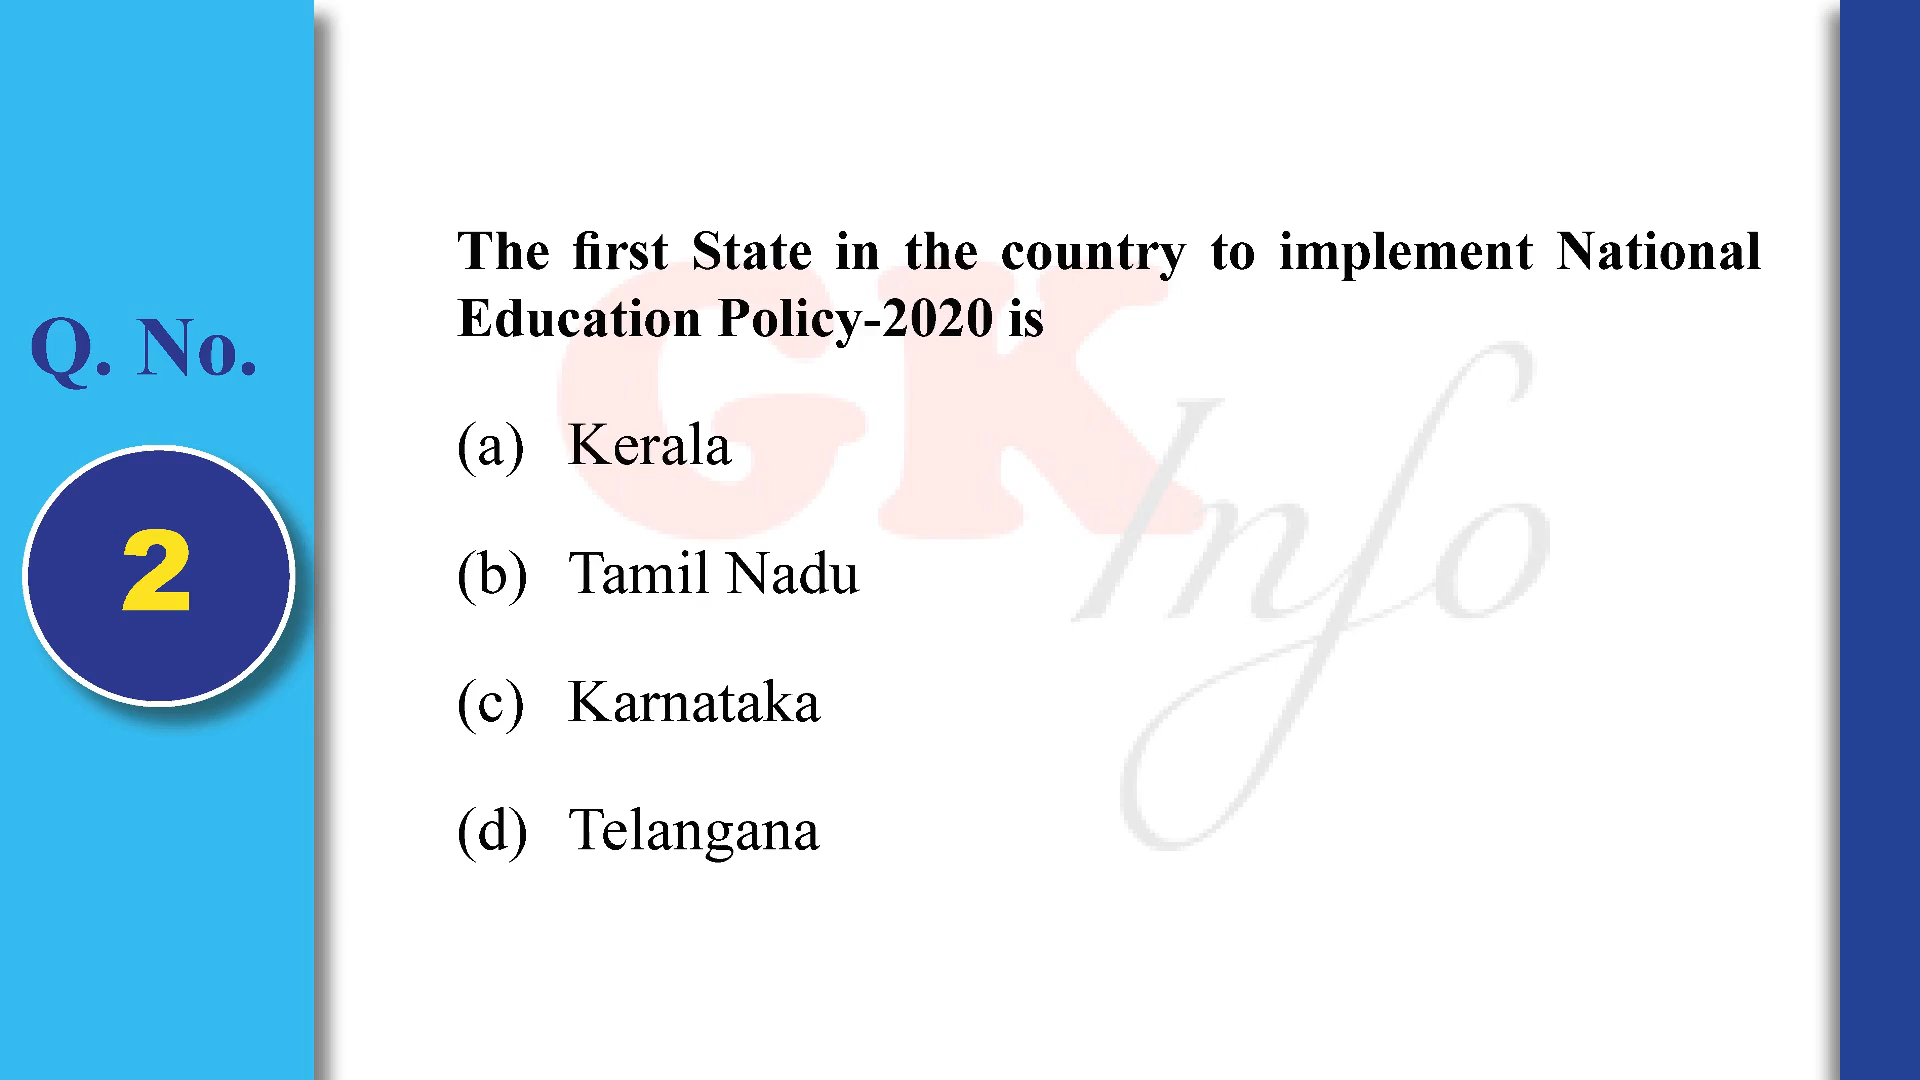 The first State in the country to implement National
Education Policy-2020 is
Q. No.
2
(a) Kerala
(b) Tamil Nadu
(c) Karnataka
(d) Telangana
GK
Info